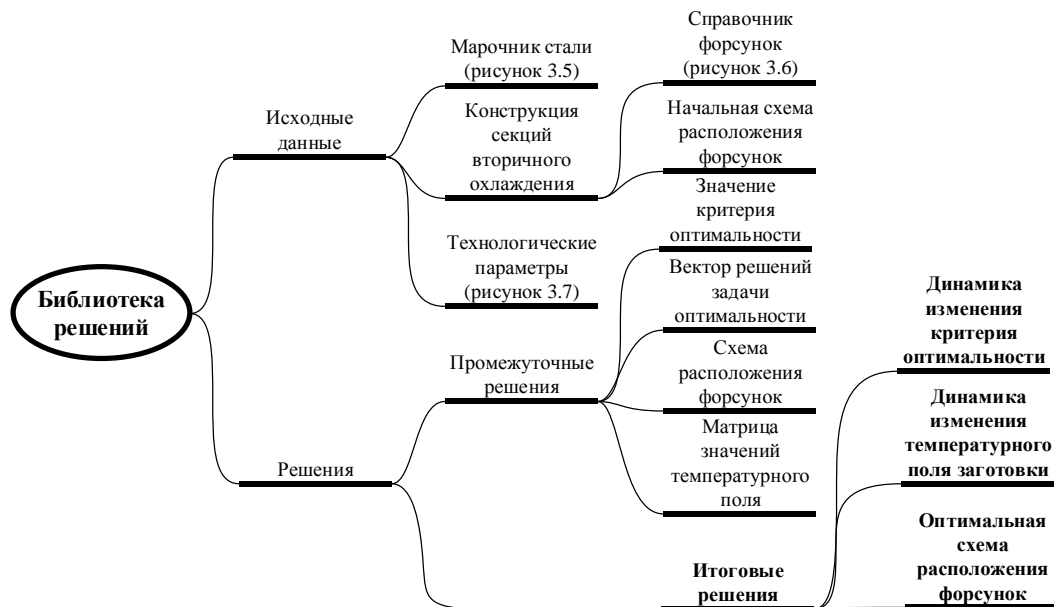 Библиотека
решений
Исходные
данные
Марочник стали
(рисунок 3.5)
Конструкция
секций
вторичного
охлаждения
Справочник
форсунок
(рисунок 3.6)
Начальная схема
расположения
форсунок
Технологические
параметры
(рисунок 3.7)
Решения
Промежуточные
решения
Значение
критерия
оптимальности
Вектор решений
задачи
оптимальности
Схема
расположения
форсунок
Матрица
значений
температурного
поля
Итоговые
решения
Динамика
изменения
критерия
оптимальности
Динамика
изменения
температурного
поля заготовки
Оптимальная
схема
расположения
форсунок